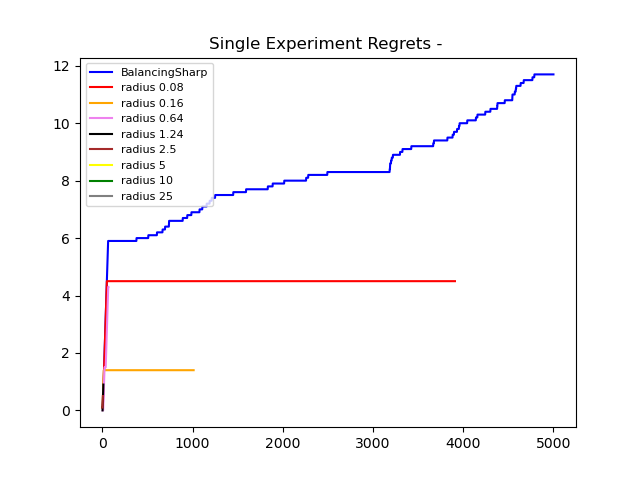 Single Experiment Regrets -
BalancingSharp
radius 0.08
radius 0.16
radius 0.64
radius 1.24
radius 2.5
radius 5
radius 10
radius 25
12
10
8
6
4
2
0
0 1000 2000 3000 4000 5000